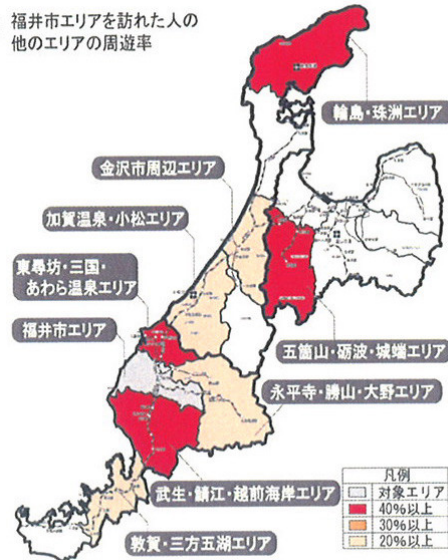 福井市エリアを訪れた人の
他のエリアの周遊率
輪島・珠洲エリア
金沢市周辺エリア
加賀温泉・小松エリア
東尋坊・三国・
あわら温泉エリア
福井市エリア
五箇山・砺波・城端エリア
永平寺・勝山・大野エリア
武生・鯖江・越前海岸エリア
敦賀・三方五湖エリア
凡例
対象エリア
40%以上
30%以上
20%以上